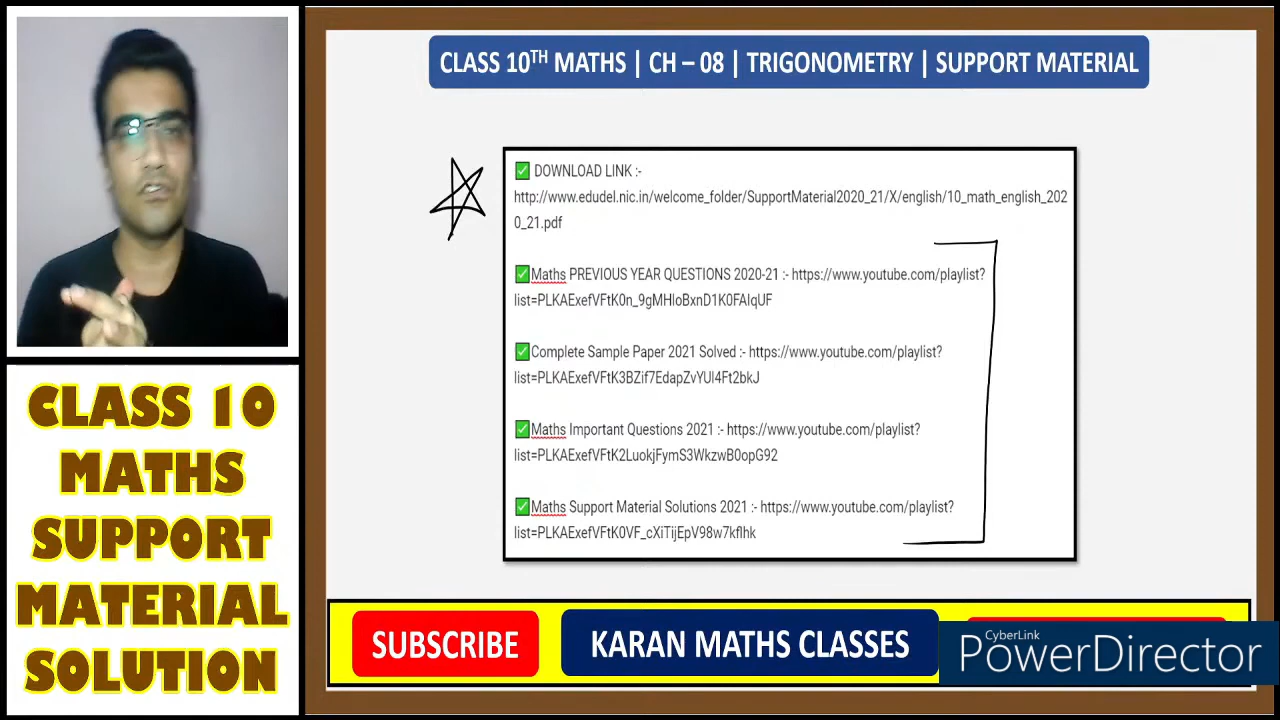 CLASS 10TH MATHS | CH – 08 | TRIGONOMETRY | SUPPORT MATERIAL
✅ DOWNLOAD LINK :-
http://www.edudel.nic.in/welcome_folder/SupportMaterial2020_21/X/english/10_math_english_202
0_21.pdf
✅Maths PREVIOUS YEAR QUESTIONS 2020-21 :- https://www.youtube.com/playlist?
list=PLKAExefVFtK0n_9gMHIoBxnD1K0FAIqUF
✅Complete Sample Paper 2021 Solved :- https://www.youtube.com/playlist?
list=PLKAExefVFtK3BZif7EdapZvYUl4Ft2bkJ
✅Maths Important Questions 2021 :- https://www.youtube.com/playlist?
list=PLKAExefVFtK2LuokjFymS3WkzwB0opG92
✅Maths Support Material Solutions 2021 :- https://www.youtube.com/playlist?
list=PLKAExefVFtK0VF_cXiTijEpV98w7kflhk
CLASS 10
MATHS
SUPPORT
MATERIAL
SOLUTION
SUBSCRIBE
KARAN MATHS CLASSES
CyberLink
PowerDirector